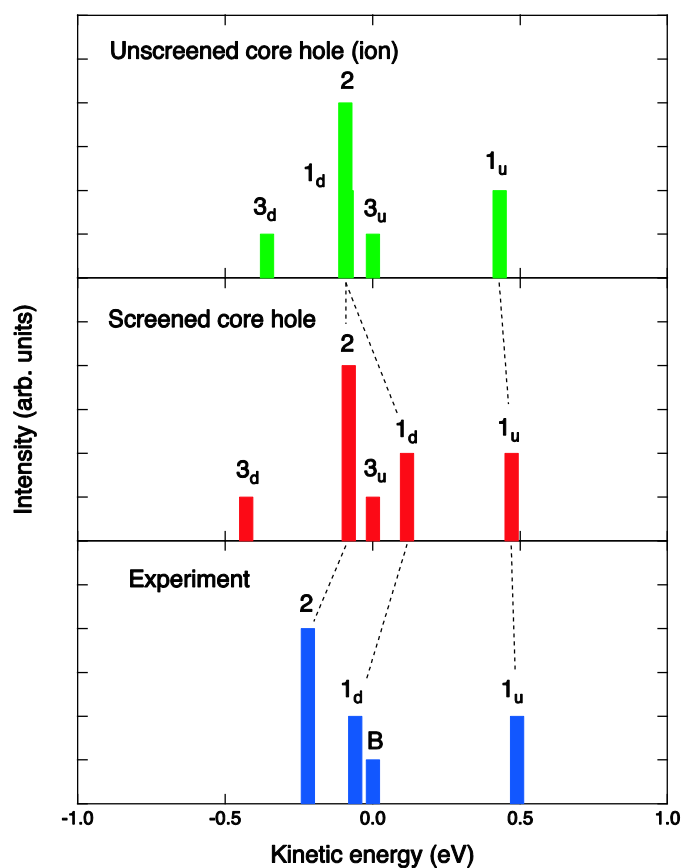 Unscreened core hole (ion)
2
1d
1u
3d
3u
Screened core hole
2
1d
1u
3d
3u
Experiment
2
1d
1u
B
-1.0 -0.5 0.0 0.5 1.0
Kinetic energy (eV)
Intensity (arb. units)